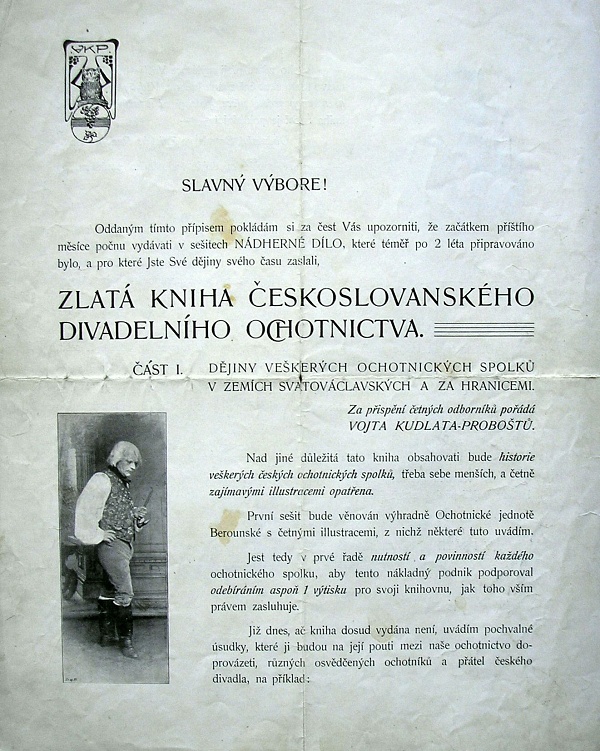 VKP.
SLAVNÝ VÝBORE!
Oddaným tímto přípisem pokládám si za čest Vás upozorniti, že začátkem příštího
měsíce počnu vydávati v sešitech NÁDHERNÉ DÍLO, které téměř po 2 léta připravováno
bylo, a pro které Jste Své dějiny svého času zaslali,
ZLATÁ KNIHA ČESKOSLOVANSKÉHO
DIVADELNÍHO OCHOTNICTVA.
ČÁST I.
DĚJINY VEŠKERÝCH OCHOTNICKÝCH SPOLKŮ
V ZEMÍCH SVATOVÁCLAVSKÝCH A ZA HRANICEMI.
Za přispění četných odborníků pořádá
VOJTA KUDLATA-PROBOŠTŮ.
Nad jiné důležitá tato kniha obsahovati bude historie
veškerých českých ochotnických spolků, třeba sebe menších, a četně
zajímavými illustracemi opatřena.
První sešit bude věnován výhradně Ochotnické jednotě
Berounské s četnými illustracemi, z nichž některé tuto uvádím.
Jest tedy v prvé řadě nutností a povinností každého
ochotnického spolku, aby tento nákladný podnik podporoval
odebíráním aspoň 1 výtisku pro svoji knihovnu, jak toho vším
právem zasluhuje.
Již dnes, ač kniha dosud vydána není, uvádím pochvalné
úsudky, které ji budou na její pouti mezi naše ochotnictvo do-
provázeti, různých osvědčených ochotníků a přátel českého
divadla, na příklad: